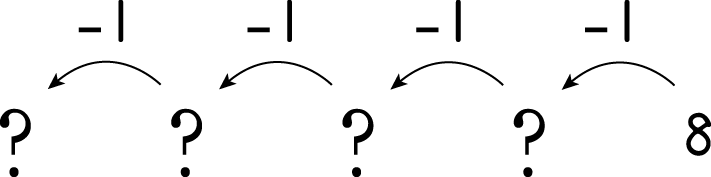 –1 –1 –1 –1
? ? ? ? 8